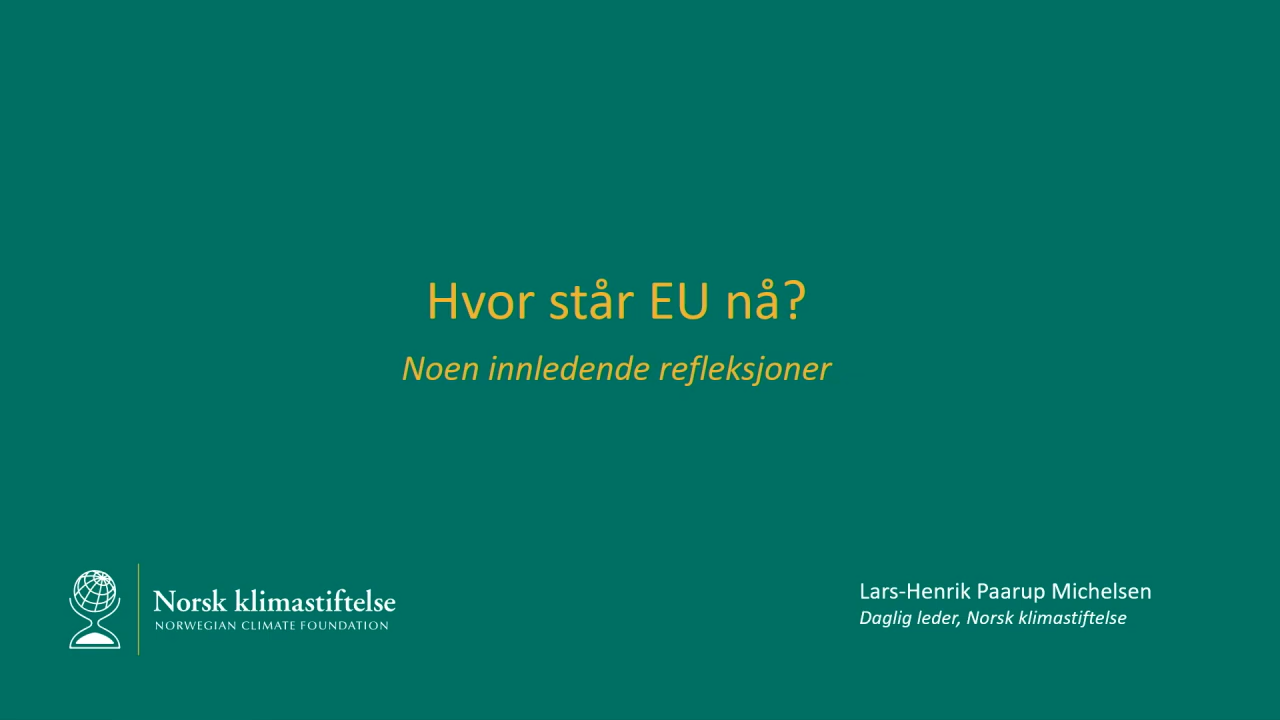 Hvor står EU nå?
Noen innledende refleksjoner
Norsk klimastiftelse
NORWEGIAN CLIMATE FOUNDATION
Lars-Henrik Paarup Michelsen
Daglig leder, Norsk klimastiftelse